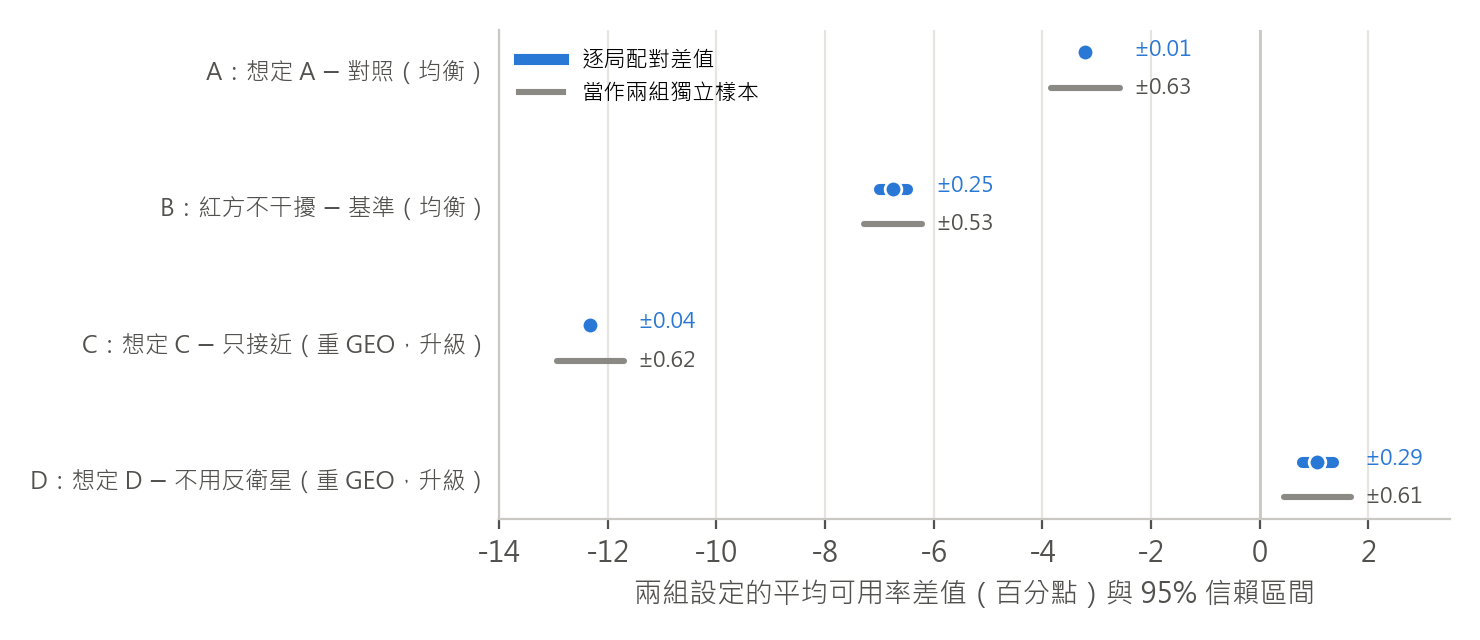 逐局配對差值
當作兩組獨立樣本
A：想定 A − 對照（均衡）
±0.01
±0.63
B：紅方不干擾 − 基準（均衡）
±0.25
±0.53
C：想定 C − 只接近（重 GEO，升級）
±0.04
±0.62
D：想定 D − 不用反衛星（重 GEO，升級）
±0.29
±0.61
-14 -12 -10 -8 -6 -4 -2 0 2
兩組設定的平均可用率差值（百分點）與 95% 信賴區間